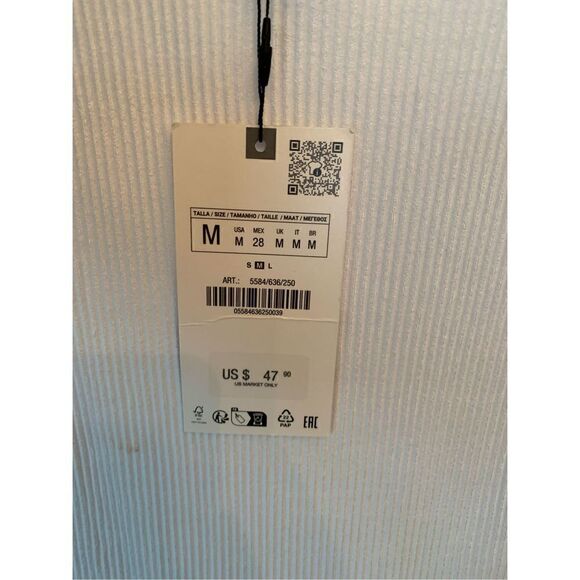 TALLA / SIZE / TAMANHO / TAILLE / MAAT / ΜΕΓΕΘΟΣ
M USA MEX UK IT BR
M 28 M M M
S M L
ART.: 5584/636/250
05584636250039
US $ 47 90
US MARKET ONLY
22
PAP
EAC